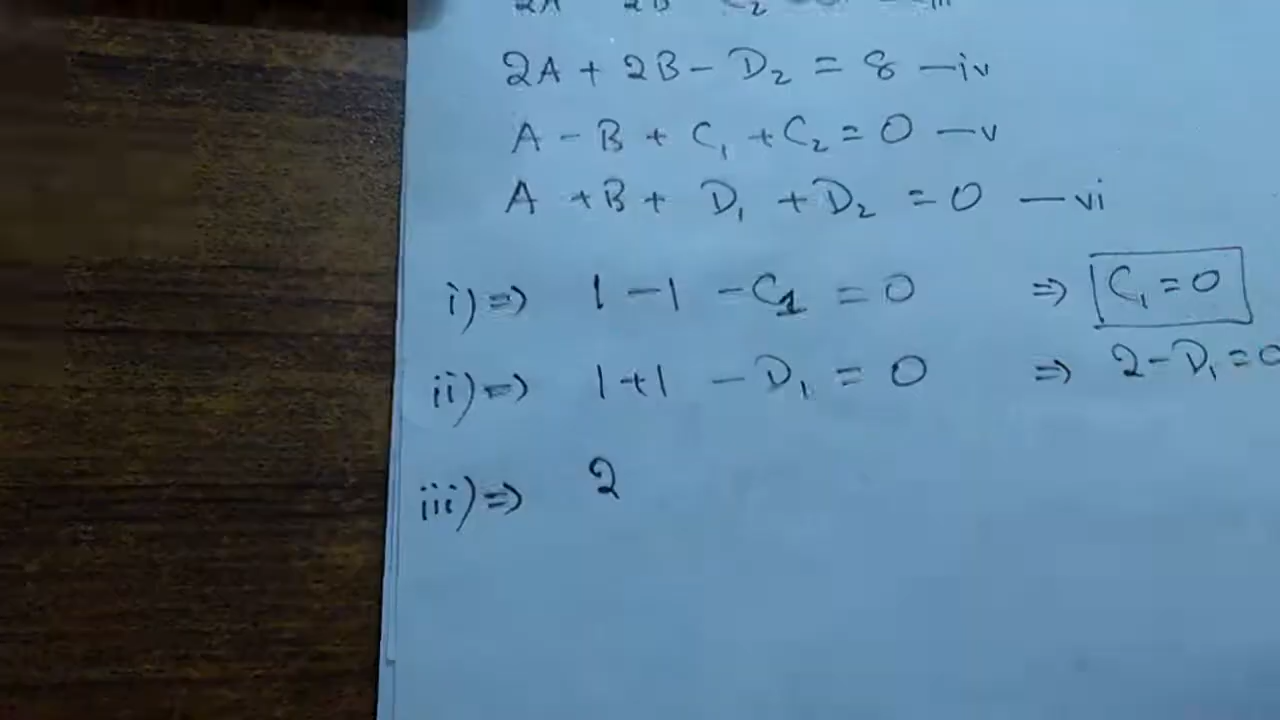 2A + 2B - D₂ = 8 — iv
A - B + C₁ + C₂ = 0 — v
A + B + D₁ + D₂ = 0 — vi
i) ⇒ 1 - 1 - C₁ = 0 ⇒ C₁ = 0
ii) ⇒ 1 + 1 - D₁ = 0 ⇒ 2 - D₁ = 0
iii) ⇒ 2